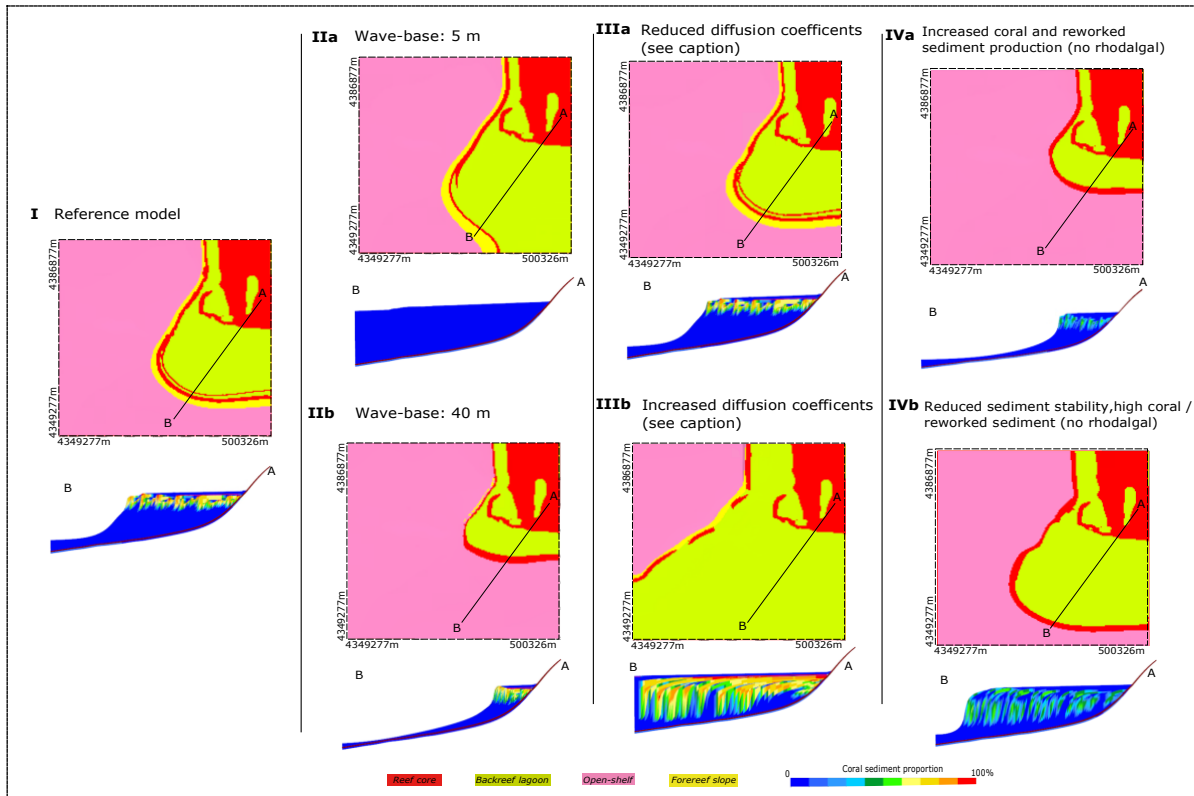 IIa Wave-base: 5 m
4386877m
4349277m
A
B
4349277m
500326m
B
A
IIIa Reduced diffusion coefficents
(see caption)
4386877m
4349277m
A
B
4349277m
500326m
B
A
IVa Increased coral and reworked
sediment production (no rhodalgal)
4386877m
4349277m
A
B
4349277m
500326m
B
A
I Reference model
4386877m
4349277m
A
B
4349277m
500326m
B
A
IIb Wave-base: 40 m
4386877m
4349277m
A
B
4349277m
500326m
B
A
IIIb Increased diffusion coefficents
(see caption)
4386877m
4349277m
A
B
4349277m
500326m
B
A
IVb Reduced sediment stability,high coral /
reworked sediment (no rhodalgal)
4386877m
4349277m
A
B
4349277m
500326m
B
A
Reef core
Backreef lagoon
Open-shelf
Forereef slope
Coral sediment proportion
0
100%